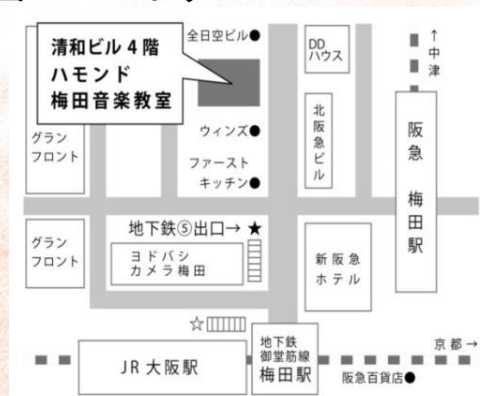 清和ビル４階
ハモンド
梅田音楽教室
全日空ビル●
DD
ハウス
↑中津
グラン
フロント
ウィンズ●
ファースト
キッチン●
北阪急ビル
阪急 梅田駅
地下鉄⑤出口→ ★
グラン
フロント
ヨドバシ
カメラ梅田
新阪急
ホテル
☆
地下鉄
御堂筋線
梅田駅
京都→
JR 大阪駅
阪急百貨店●